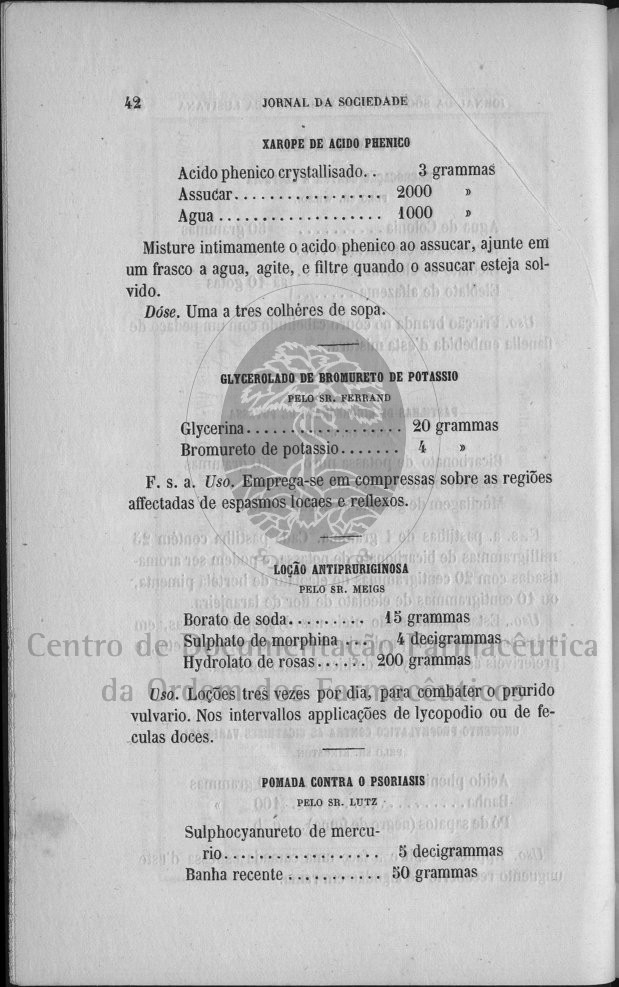 42 JORNAL DA SOCIEDADE
XAROPE DE ACIDO PHENICO
Acido phenico crystallisado.. 3 grammas
Assucar................. 2000 »
Agua ................... 1000 »
Misture intimamente o acido phenico ao assucar, ajunte em
um frasco a agua, agite, e filtre quando o assucar esteja sol-
vido.
Dóse. Uma a tres colhéres de sopa.
GLYCEROLADO DE BROMURETO DE POTASSIO
PELO SR. FERRAND
Glycerina.................. 20 grammas
Bromureto de potassio....... 4 »
F. s. a. Uso. Emprega-se em compressas sobre as regiões
affectadas de espasmos locaes e reflexos.
LOÇÃO ANTIPRURIGINOSA
PELO SR. MEIGS
Borato de soda......... 15 grammas
Sulphato de morphina ... 4 decigrammas
Hydrolato de rosas...... 200 grammas
Centro de Documentação Farmacêutica
da Ordem dos Farmacêuticos
Uso. Loções tres vezes por dia, para combater o prurido
vulvario. Nos intervallos applicações de lycopodio ou de fe-
culas doces.
POMADA CONTRA O PSORIASIS
PELO SR. LUTZ
Sulphocyanureto de mercu-
rio.................. 5 decigrammas
Banha recente ........... 50 grammas